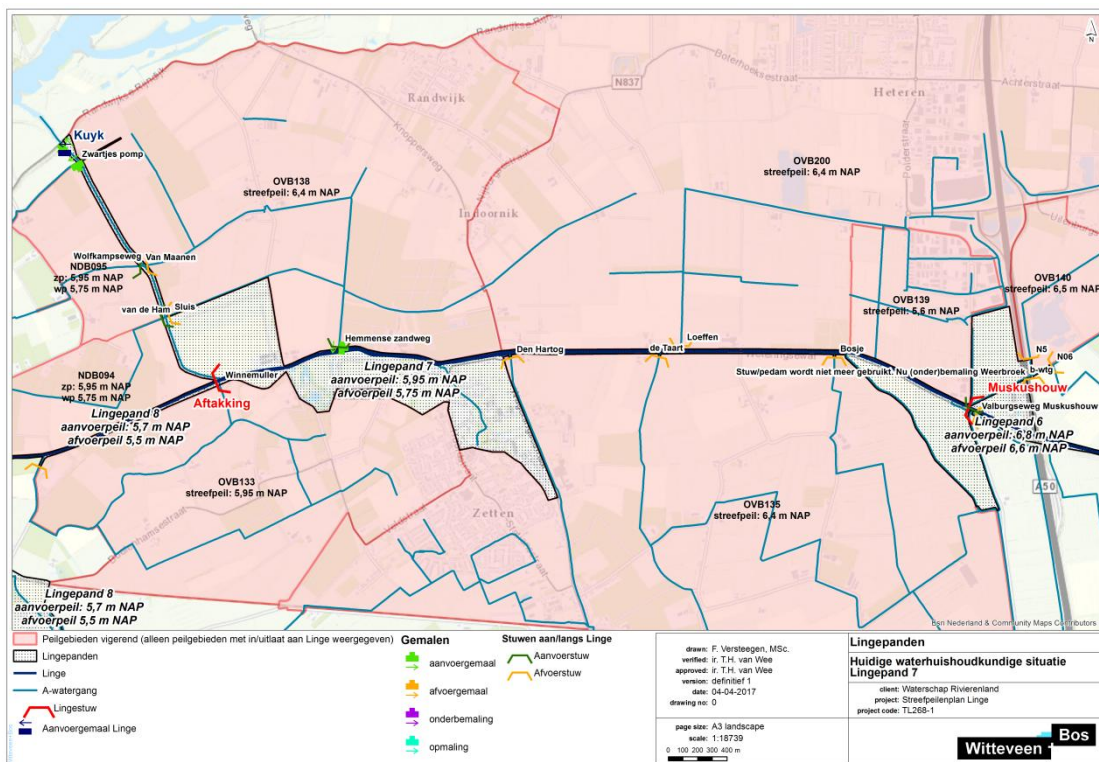 Randwijkse Rand
Randwijk
N837
Boterhoeksestraat
Heteren
Achterstraat
Polderstraat
Knoppersweg
Kuyk
Zwartjes pomp
OVB138
streefpeil: 6,4 m NAP
OVB200
streefpeil: 6,4 m NAP
Indoornik
Wolfkampseweg
Van Maanen
NDB095
zp: 5,95 m NAP
wp 5,75 m NAP
OVB140
streefpeil: 6,5 m NAP
OVB139
streefpeil: 5,6 m NAP
van de Ham
Sluis
Hemmense zandweg
Den Hartog
de Taart
Loeffen
Bosje
N5
N06
b-wtg
Stuw/pedam wordt niet meer gebruikt. Nu (onder)bemaling Weerbroek
NDB094
zp: 5,95 m NAP
wp 5,75 m NAP
Winnemuller
Aftakking
Lingepand 7
aanvoerpeil: 5,95 m NAP
afvoerpeil 5,75 m NAP
Muskushouw
Valburgseweg Muskushouw
Lingepand 6
aanvoerpeil: 6,8 m NAP
afvoerpeil 6,6 m NAP
Lingepand 8
aanvoerpeil: 5,7 m NAP
afvoerpeil 5,5 m NAP
OVB133
streefpeil: 5,95 m NAP
Zetten
OVB135
streefpeil: 6,4 m NAP
A50
Lingepand 8
aanvoerpeil: 5,7 m NAP
afvoerpeil 5,5 m NAP
Esri Nederland & Community Maps Contributors
Peilgebieden vigerend (alleen peilgebieden met in/uitlaat aan Linge weergegeven)
Lingepanden
Linge
A-watergang
Lingestuw
Aanvoergemaal Linge
Gemalen
aanvoergemaal
afvoergemaal
onderbemaling
opmaling
Stuwen aan/langs Linge
Aanvoerstuw
Afvoerstuw
drawn: F. Versteegen, MSc.
verified: ir. T.H. van Wee
approved: ir. T.H. van Wee
version: definitief 1
date: 04-04-2017
drawing no: 0
page size: A3 landscape
scale: 1:18739
0 100 200 300 400 m
Lingepanden
Huidige waterhuishoudkundige situatie
Lingepand 7
client: Waterschap Rivierenland
project: Streefpeilenplan Linge
project code: TL268-1
Witteveen + Bos